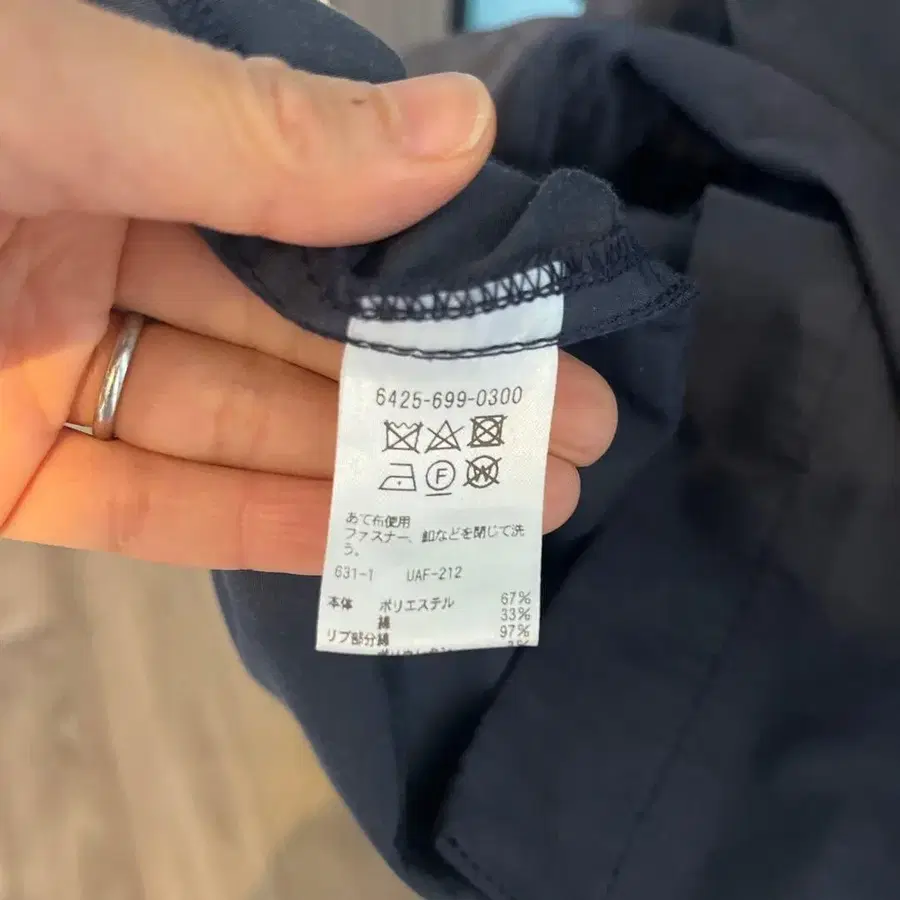 6425-699-0300
F
W
あて布使用
ファスナー、釦などを閉じて洗
う。
631-1 UAF-212
本体 ポリエステル 67%
綿 33%
リブ部分綿 97%